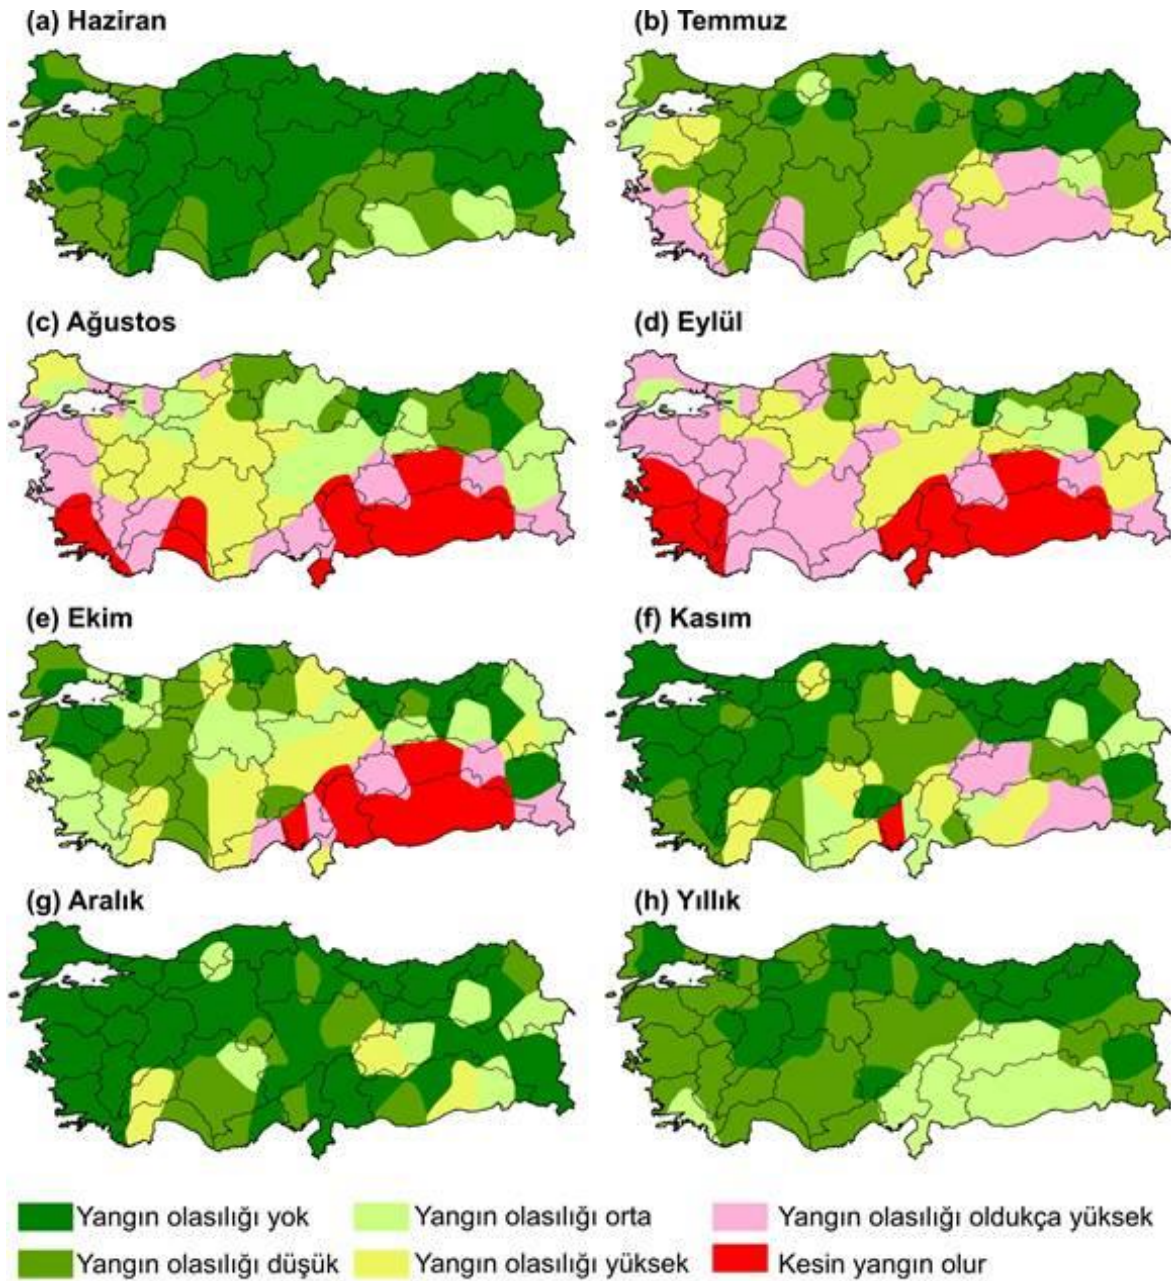 (a) Haziran
(b) Temmuz
(c) Ağustos
(d) Eylül
(e) Ekim
(f) Kasım
(g) Aralık
(h) Yıllık
Yangın olasılığı yok
Yangın olasılığı orta
Yangın olasılığı oldukça yüksek
Yangın olasılığı düşük
Yangın olasılığı yüksek
Kesin yangın olur